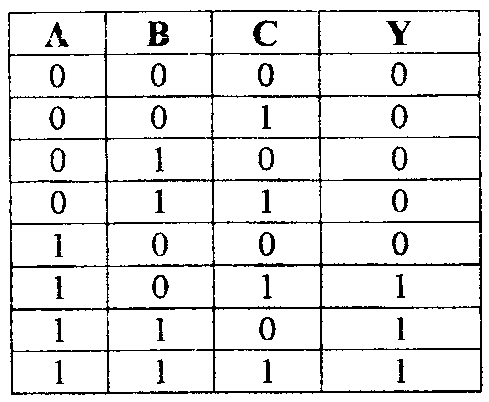 A B C Y
0 0 0 0
0 0 1 0
0 1 0 0
0 1 1 0
1 0 0 0
1 0 1 1
1 1 0 1
1 1 1 1